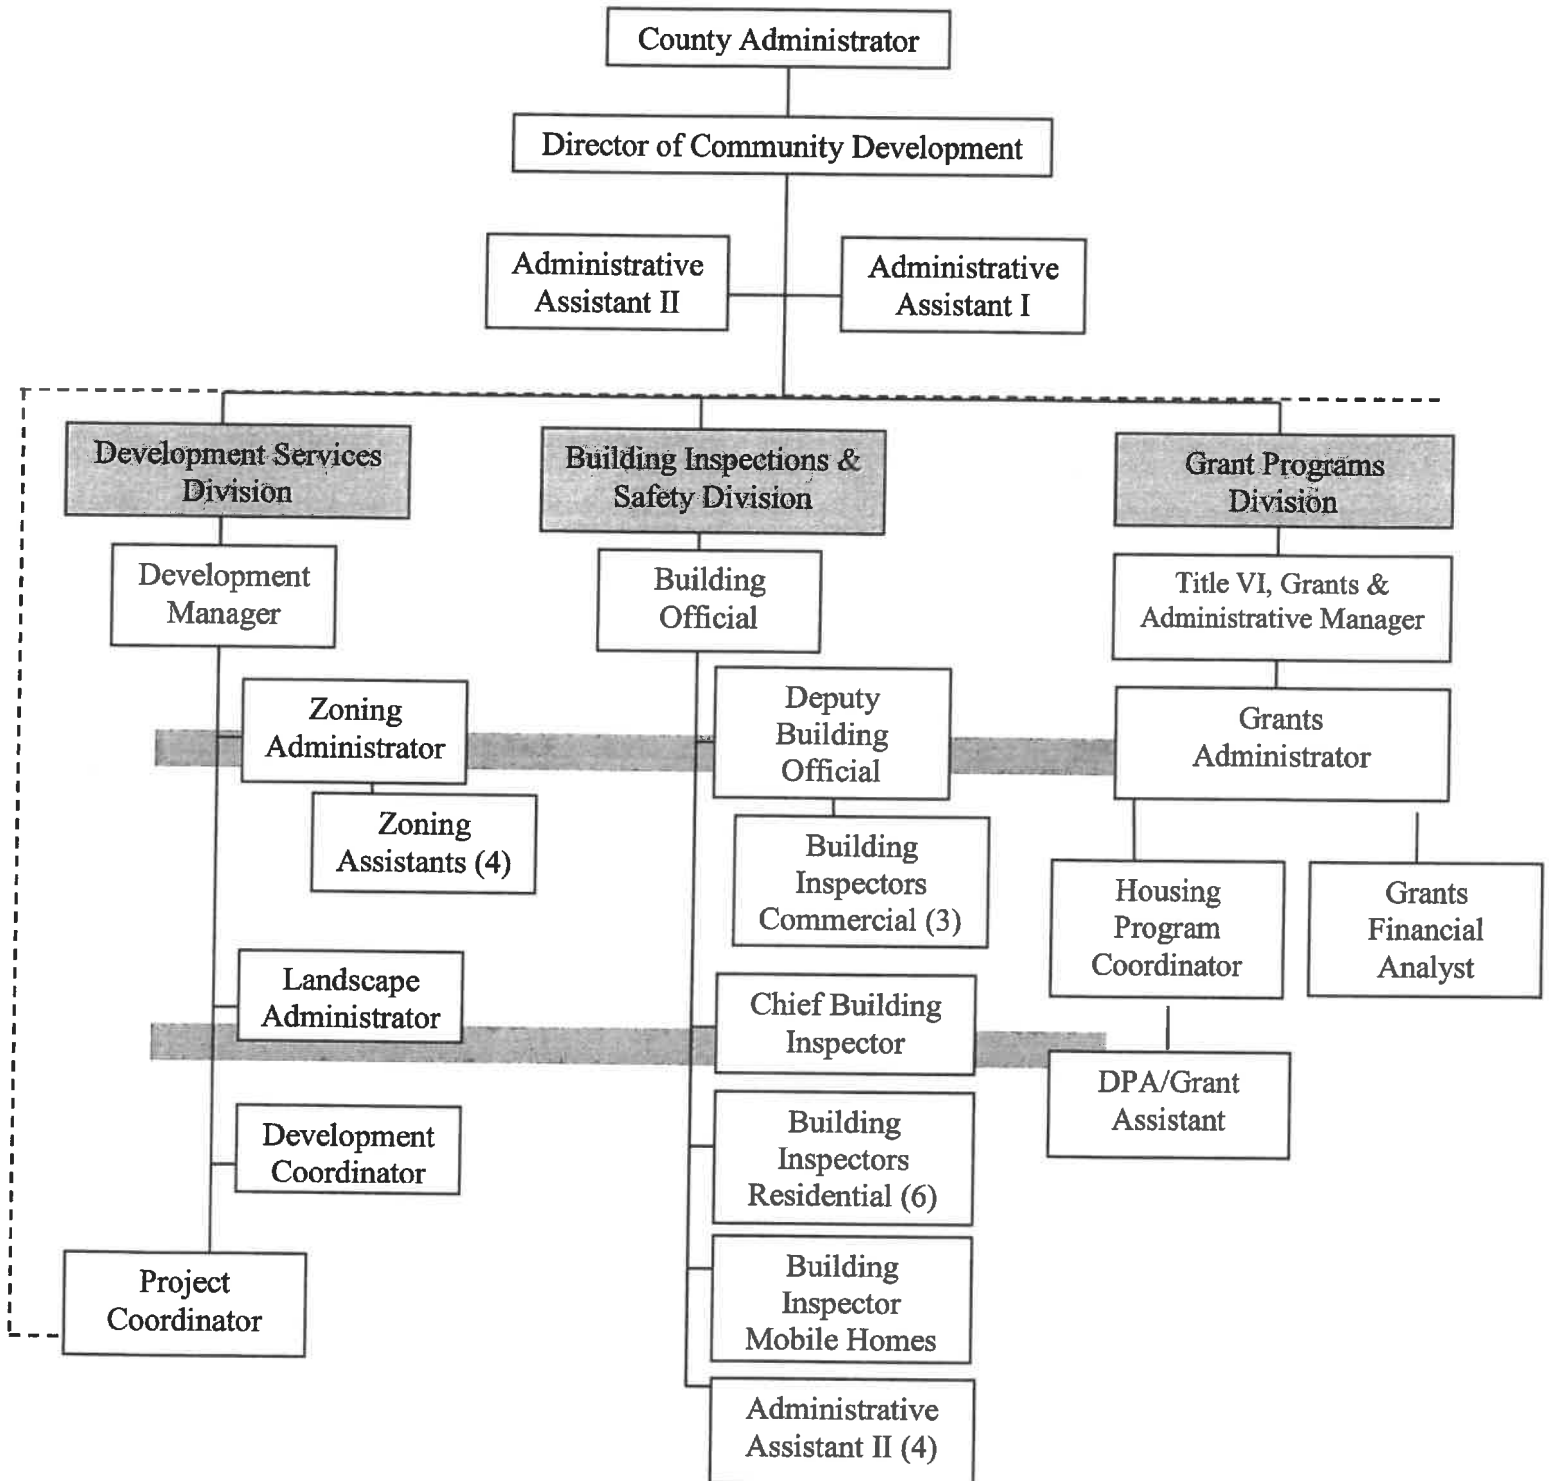 County Administrator
Director of Community Development
Administrative
Assistant II
Administrative
Assistant I
Development Services
Division
Building Inspections &
Safety Division
Grant Programs
Division
Development
Manager
Building
Official
Title VI, Grants &
Administrative Manager
Zoning
Administrator
Deputy
Building
Official
Grants
Administrator
Zoning
Assistants (4)
Building
Inspectors
Commercial (3)
Housing
Program
Coordinator
Grants
Financial
Analyst
Landscape
Administrator
Chief Building
Inspector
DPA/Grant
Assistant
Development
Coordinator
Building
Inspectors
Residential (6)
Project
Coordinator
Building
Inspector
Mobile Homes
Administrative
Assistant II (4)